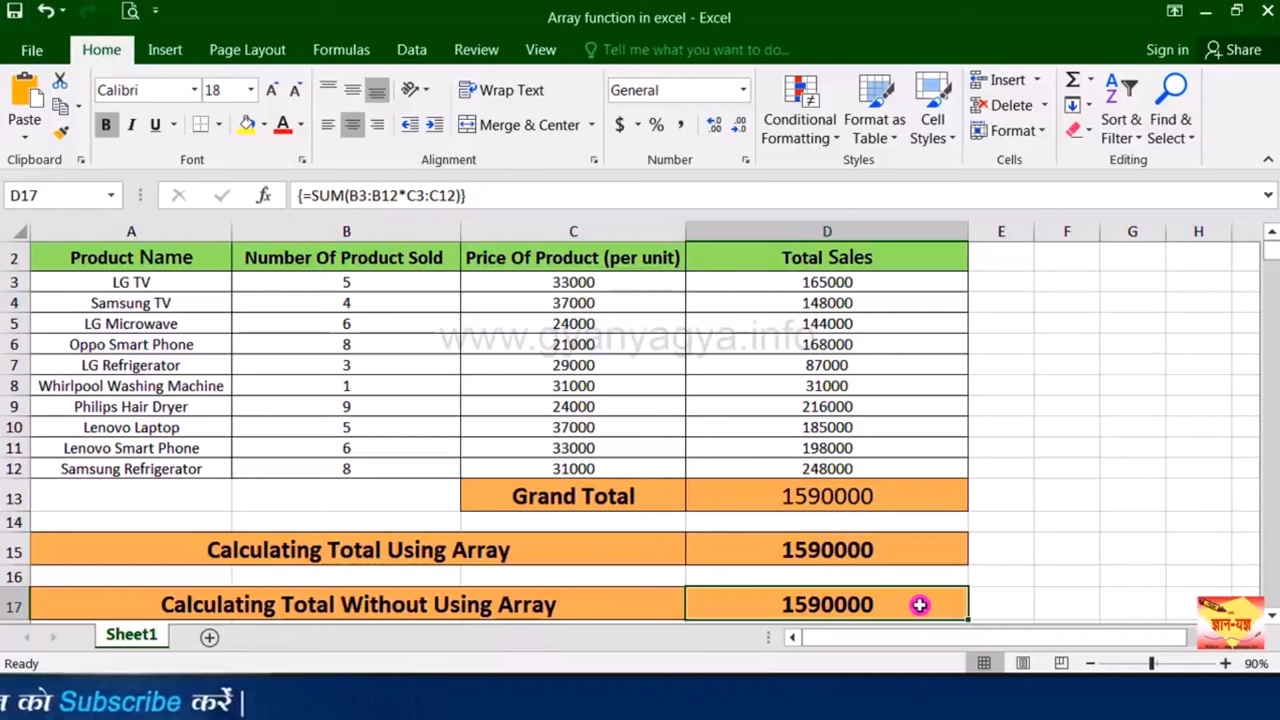 Array function in excel - Excel
File Home Insert Page Layout Formulas Data Review View Tell me what you want to do... Sign in Share
Calibri 18 Wrap Text General Insert
Paste B I U Merge & Center $ % , Conditional Formatting Format as Table Cell Styles Delete Format Sort & Filter Find & Select
Clipboard Font Alignment Number Styles Cells Editing
D17 fx {=SUM(B3:B12*C3:C12)}
A B C D E F G H
2 Product Name Number Of Product Sold Price Of Product (per unit) Total Sales
3 LG TV 5 33000 165000
4 Samsung TV 4 37000 148000
5 LG Microwave 6 24000 144000
www.gyanyagya.info
6 Oppo Smart Phone 8 21000 168000
7 LG Refrigerator 3 29000 87000
8 Whirlpool Washing Machine 1 31000 31000
9 Philips Hair Dryer 9 24000 216000
10 Lenovo Laptop 5 37000 185000
11 Lenovo Smart Phone 6 33000 198000
12 Samsung Refrigerator 8 31000 248000
13 Grand Total 1590000
14
15 Calculating Total Using Array 1590000
16
17 Calculating Total Without Using Array 1590000
ज्ञान-यज्ञ
Sheet1
Ready 90%
को Subscribe करें |